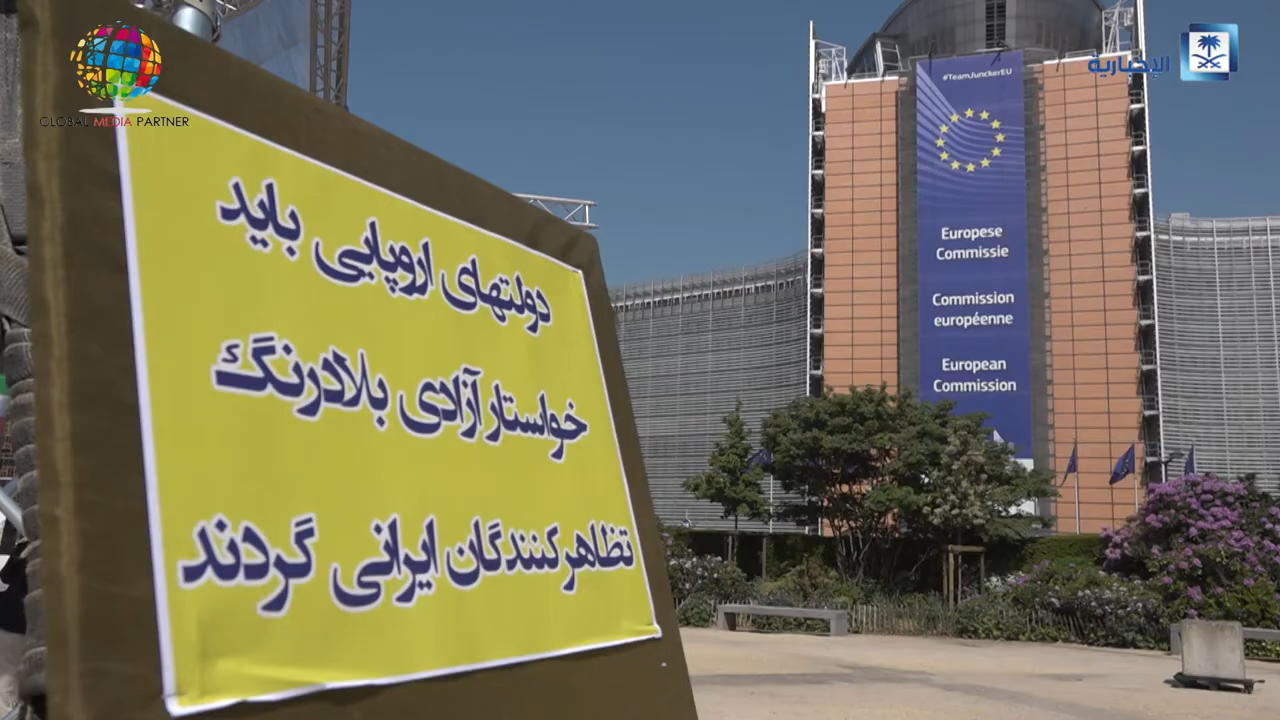 GLOBAL MEDIA PARTNER
الإخبارية
دولتهای اروپایی باید
خواستار آزادی بلادرنگ
تظاهرکنندگان ایرانی گردند
#TeamJunckerEU
Europese
Commissie
Commission
européenne
European
Commission